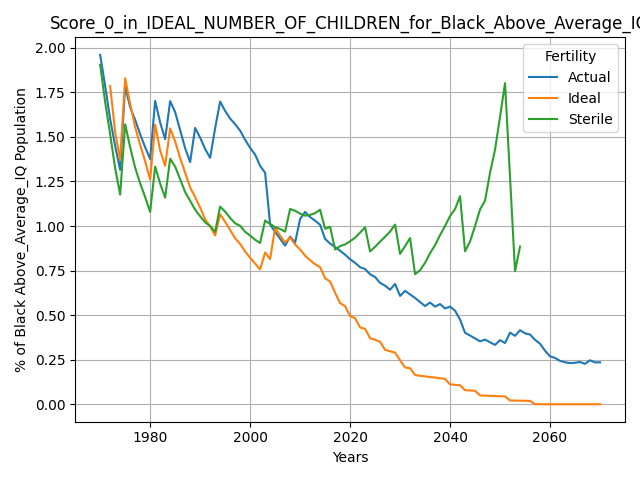 Score_0_in_IDEAL_NUMBER_OF_CHILDREN_for_Black_Above_Average_IQ
% of Black Above_Average_IQ Population
2.00
1.75
1.50
1.25
1.00
0.75
0.50
0.25
0.00
Fertility
Actual
Ideal
Sterile
1980
2000
2020
2040
2060
Years